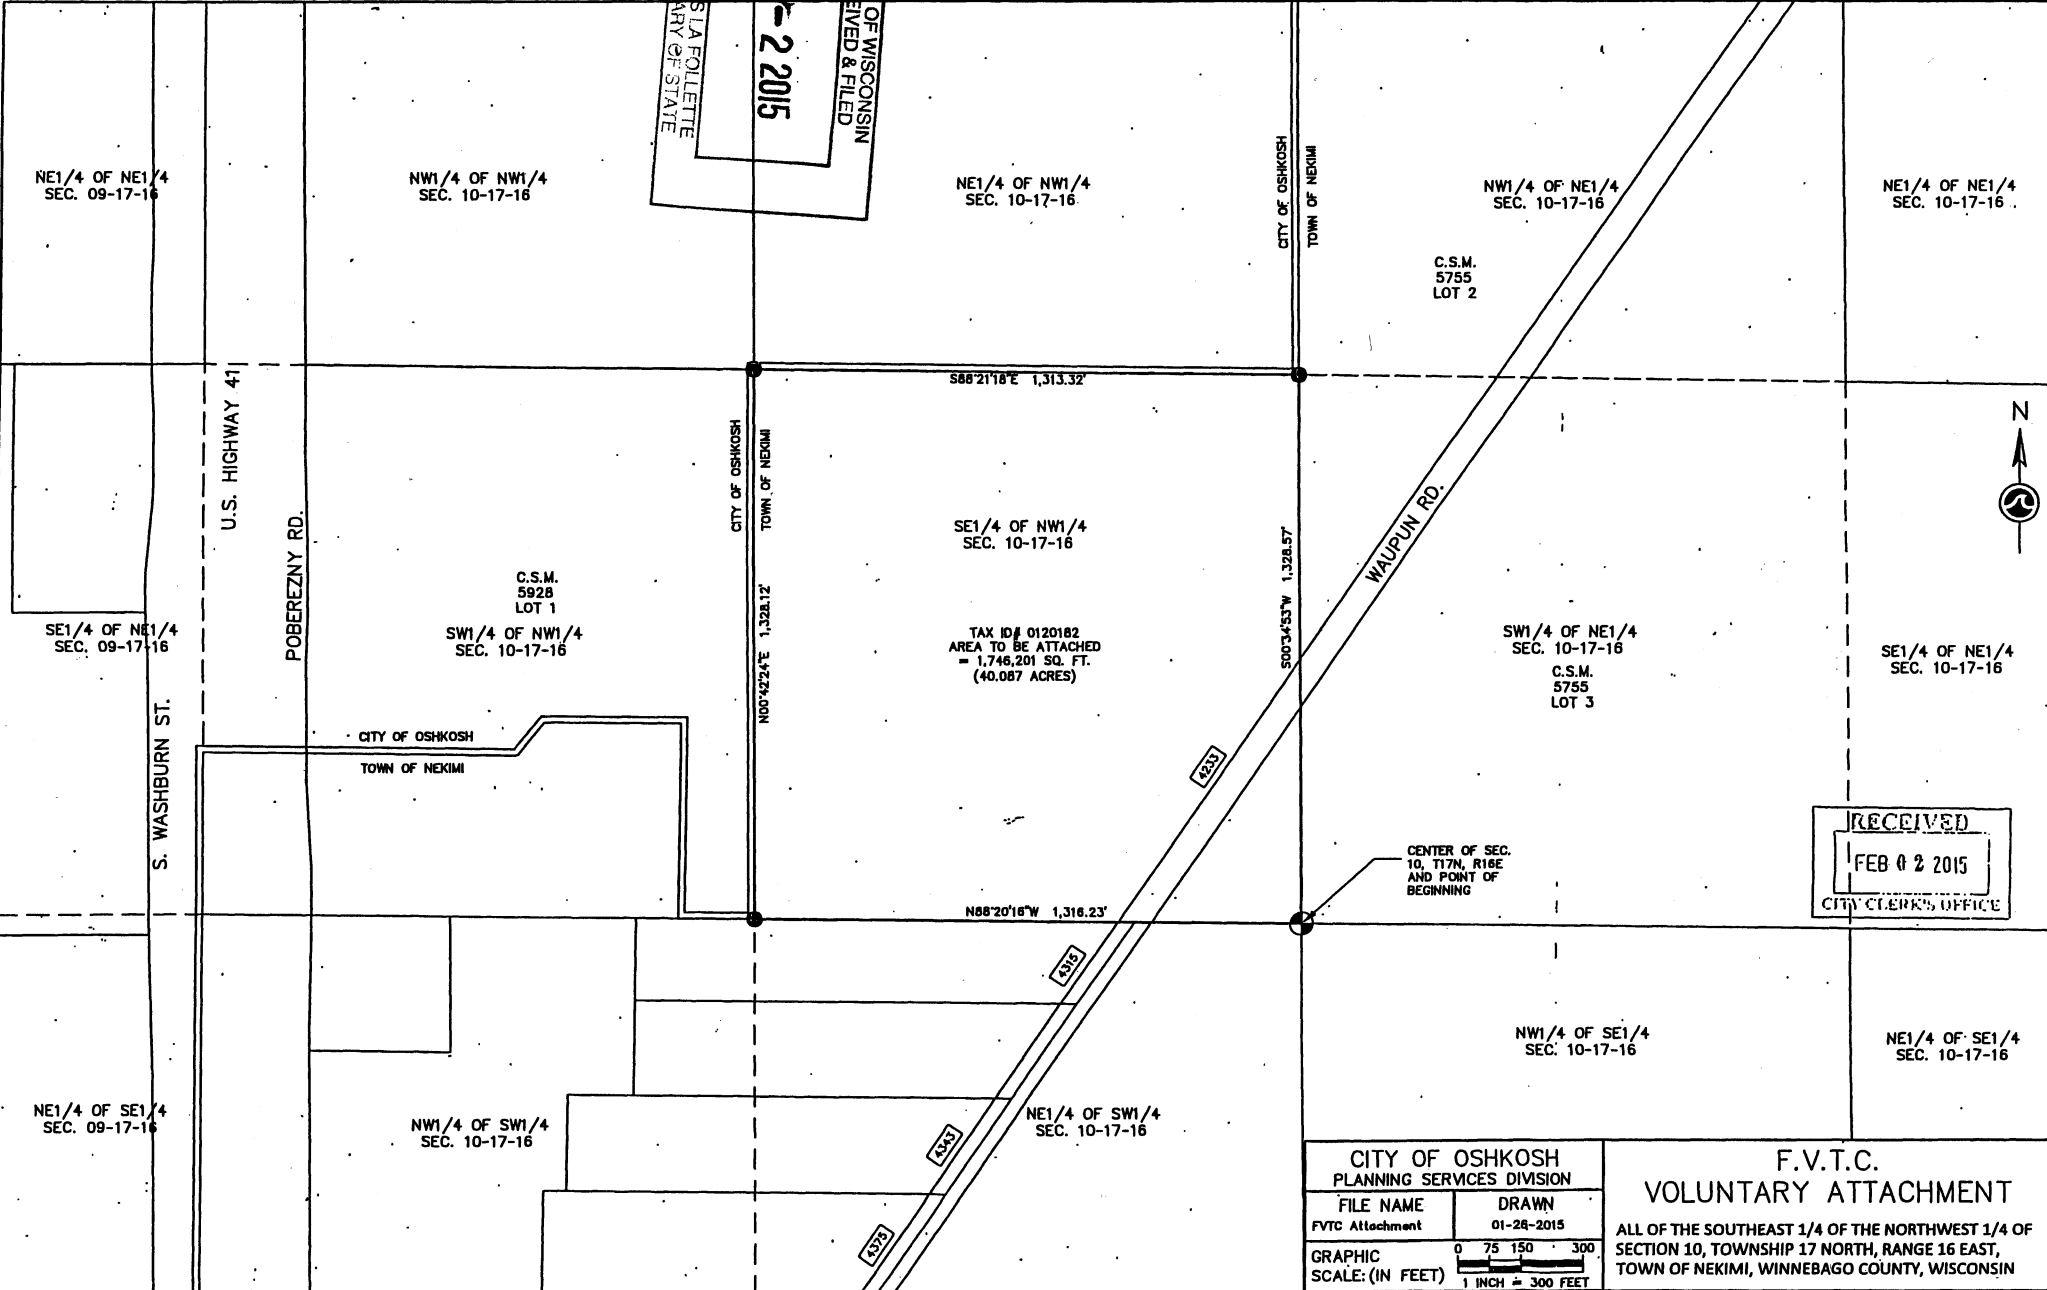 OF WISCONSIN
EIVED & FILED
- 2 2015
S LA FOLLETTE
ARY OF STATE
NE1/4 OF NE1/4
SEC. 09-17-16
NW1/4 OF NW1/4
SEC. 10-17-16
NE1/4 OF NW1/4
SEC. 10-17-16
CITY OF OSHKOSH
TOWN OF NEKIMI
NW1/4 OF NE1/4
SEC. 10-17-16
NE1/4 OF NE1/4
SEC. 10-17-16
C.S.M.
5755
LOT 2
S88°21'18"E 1,313.32'
U.S. HIGHWAY 41
POBEREZNY RD.
S. WASHBURN ST.
CITY OF OSHKOSH
TOWN OF NEKIMI
N00°42'24"E 1,328.12'
SE1/4 OF NW1/4
SEC. 10-17-16
S00°34'53"W 1,328.57'
WAUPUN RD.
N
C.S.M.
5928
LOT 1
SE1/4 OF NE1/4
SEC. 09-17-16
SW1/4 OF NW1/4
SEC. 10-17-16
TAX ID# 0120182
AREA TO BE ATTACHED
= 1,746,201 SQ. FT.
(40.087 ACRES)
SW1/4 OF NE1/4
SEC. 10-17-16
C.S.M.
5755
LOT 3
SE1/4 OF NE1/4
SEC. 10-17-16
CITY OF OSHKOSH
TOWN OF NEKIMI
4233
CENTER OF SEC.
10, T17N, R16E
AND POINT OF
BEGINNING
RECEIVED
FEB 02 2015
CITY CLERK'S OFFICE
N88°20'16"W 1,316.23'
4315
NW1/4 OF SE1/4
SEC. 10-17-16
NE1/4 OF SE1/4
SEC. 10-17-16
NE1/4 OF SE1/4
SEC. 09-17-16
NW1/4 OF SW1/4
SEC. 10-17-16
NE1/4 OF SW1/4
SEC. 10-17-16
4343
4375
CITY OF OSHKOSH
PLANNING SERVICES DIVISION
FILE NAME
FVTC Attachment
DRAWN
01-26-2015
GRAPHIC
SCALE: (IN FEET)
0 75 150 300
1 INCH = 300 FEET
F.V.T.C.
VOLUNTARY ATTACHMENT
ALL OF THE SOUTHEAST 1/4 OF THE NORTHWEST 1/4 OF
SECTION 10, TOWNSHIP 17 NORTH, RANGE 16 EAST,
TOWN OF NEKIMI, WINNEBAGO COUNTY, WISCONSIN